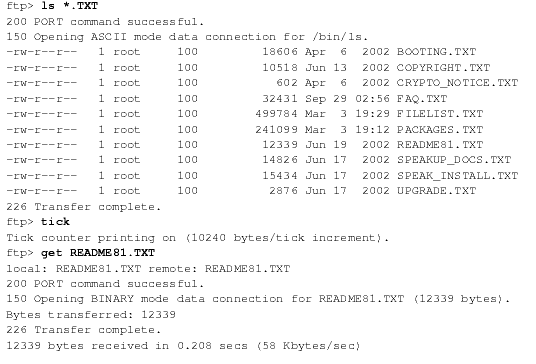 ftp> ls *.TXT
200 PORT command successful.
150 Opening ASCII mode data connection for /bin/ls.
-rw-r--r--   1 root     100         18606 Apr  6  2002 BOOTING.TXT
-rw-r--r--   1 root     100         10518 Jun 13  2002 COPYRIGHT.TXT
-rw-r--r--   1 root     100           602 Apr  6  2002 CRYPTO_NOTICE.TXT
-rw-r--r--   1 root     100         32431 Sep 29 02:56 FAQ.TXT
-rw-r--r--   1 root     100        499784 Mar  3 19:29 FILELIST.TXT
-rw-r--r--   1 root     100        241099 Mar  3 19:12 PACKAGES.TXT
-rw-r--r--   1 root     100         12339 Jun 19  2002 README81.TXT
-rw-r--r--   1 root     100         14826 Jun 17  2002 SPEAKUP_DOCS.TXT
-rw-r--r--   1 root     100         15434 Jun 17  2002 SPEAK_INSTALL.TXT
-rw-r--r--   1 root     100          2876 Jun 17  2002 UPGRADE.TXT
226 Transfer complete.
ftp> tick
Tick counter printing on (10240 bytes/tick increment).
ftp> get README81.TXT
local: README81.TXT remote: README81.TXT
200 PORT command successful.
150 Opening BINARY mode data connection for README81.TXT (12339 bytes).
Bytes transferred: 12339
226 Transfer complete.
12339 bytes received in 0.208 secs (58 Kbytes/sec)